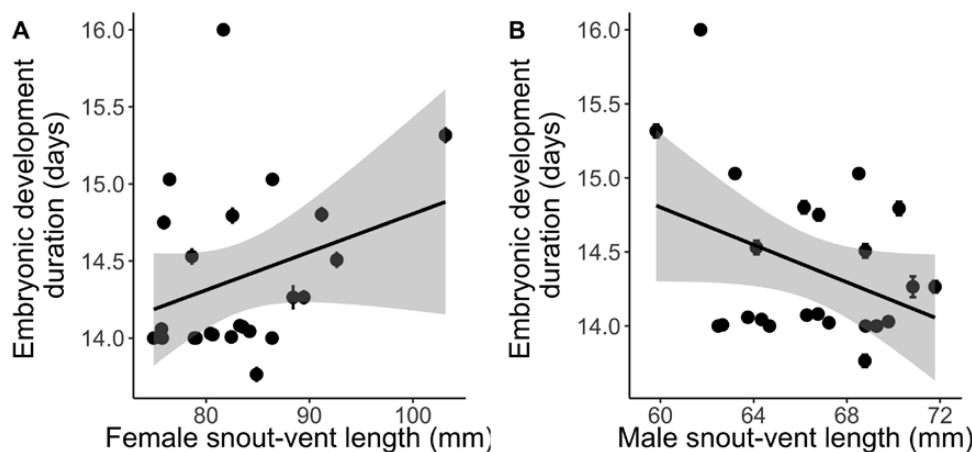 A
Embryonic development
duration (days)
16.0
15.5
15.0
14.5
14.0
80
90
100
Female snout-vent length (mm)
B
Embryonic development
duration (days)
16.0
15.5
15.0
14.5
14.0
60
64
68
72
Male snout-vent length (mm)